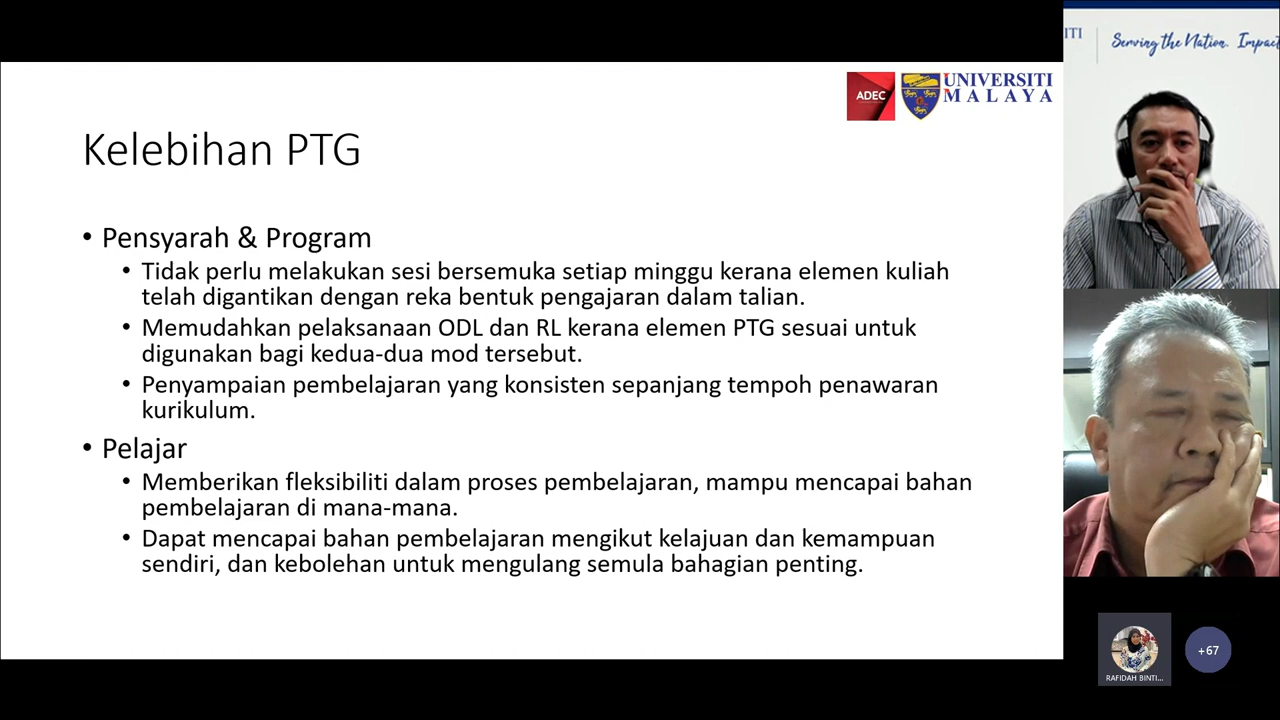 ITI
Serving the Nation. Impact
ADEC
UNIVERSITI
MALAYA
Kelebihan PTG
• Pensyarah & Program
• Tidak perlu melakukan sesi bersemuka setiap minggu kerana elemen kuliah
telah digantikan dengan reka bentuk pengajaran dalam talian.
• Memudahkan pelaksanaan ODL dan RL kerana elemen PTG sesuai untuk
digunakan bagi kedua-dua mod tersebut.
• Penyampaian pembelajaran yang konsisten sepanjang tempoh penawaran
kurikulum.
• Pelajar
• Memberikan fleksibiliti dalam proses pembelajaran, mampu mencapai bahan
pembelajaran di mana-mana.
• Dapat mencapai bahan pembelajaran mengikut kelajuan dan kemampuan
sendiri, dan kebolehan untuk mengulang semula bahagian penting.
RAFIDAH BINTI...
+67